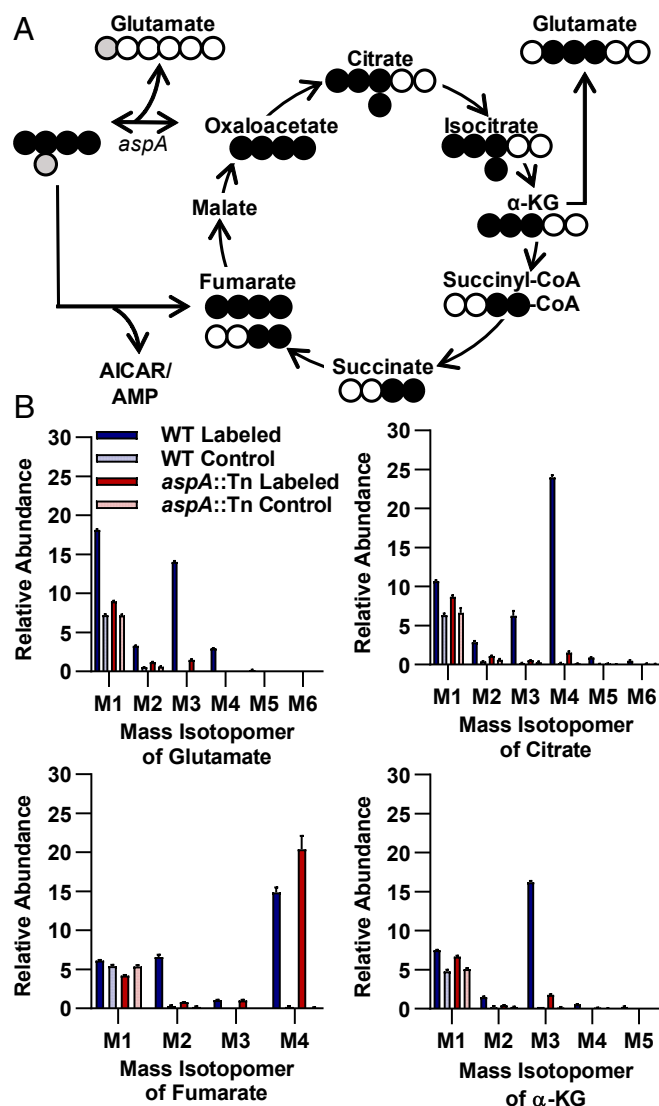 A
Glutamate
Glutamate
Citrate
aspA
Oxaloacetate
Isocitrate
Malate
α-KG
Fumarate
Succinyl-CoA
-CoA
AICAR/
AMP
Succinate
B
WT Labeled
WT Control
aspA::Tn Labeled
aspA::Tn Control
Relative Abundance
30
25
20
15
10
5
0
M1 M2 M3 M4 M5 M6
Mass Isotopomer
of Glutamate
Relative Abundance
30
25
20
15
10
5
0
M1 M2 M3 M4 M5 M6
Mass Isotopomer
of Citrate
Relative Abundance
30
25
20
15
10
5
0
M1 M2 M3 M4
Mass Isotopomer
of Fumarate
Relative Abundance
30
25
20
15
10
5
0
M1 M2 M3 M4 M5
Mass Isotopomer
of α-KG